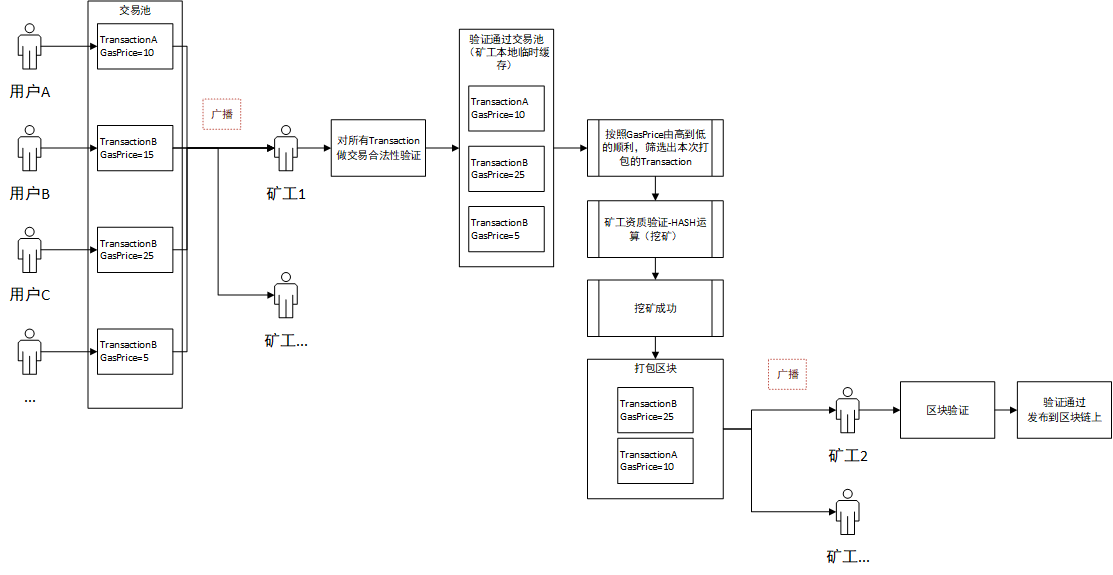 交易池
用户A
TransactionA
GasPrice=10
用户B
TransactionB
GasPrice=15
用户C
TransactionB
GasPrice=25
...
TransactionB
GasPrice=5
广播
矿工1
矿工...
对所有Transaction
做交易合法性验证
验证通过交易池
（矿工本地临时缓
存）
TransactionA
GasPrice=10
TransactionB
GasPrice=25
TransactionB
GasPrice=5
按照GasPrice由高到低
的顺利，筛选出本次打
包的Transaction
矿工资质验证-HASH运
算（挖矿）
挖矿成功
打包区块
TransactionB
GasPrice=25
TransactionA
GasPrice=10
广播
矿工2
矿工...
区块验证
验证通过
发布到区块链上